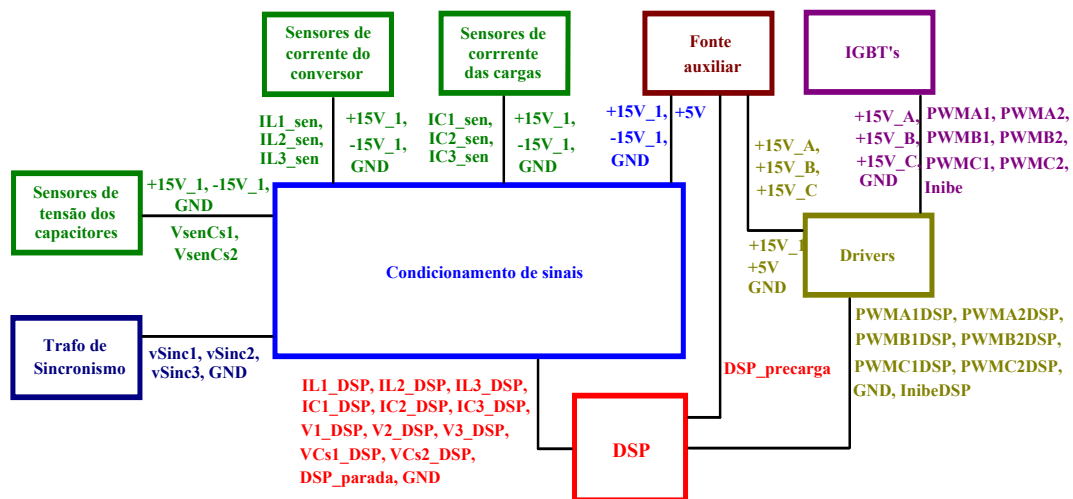 Sensores de
corrente do
conversor
Sensores de
corrrente
das cargas
Fonte
auxiliar
IGBT's
IL1_sen,
IL2_sen,
IL3_sen
+15V_1,
-15V_1,
GND
IC1_sen,
IC2_sen,
IC3_sen
+15V_1,
-15V_1,
GND
+15V_1,
-15V_1,
GND
+5V
+15V_A,
+15V_B,
+15V_C
+15V_A,
+15V_B,
+15V_C,
GND
PWMA1, PWMA2,
PWMB1, PWMB2,
PWMC1, PWMC2,
Inibe
Sensores de
tensão dos
capacitores
+15V_1, -15V_1,
GND
VsenCs1,
VsenCs2
Condicionamento de sinais
+15V_1
+5V
GND
Drivers
Trafo de
Sincronismo
vSinc1, vSinc2,
vSinc3, GND
PWMA1DSP, PWMA2DSP,
PWMB1DSP, PWMB2DSP,
PWMC1DSP, PWMC2DSP,
GND, InibeDSP
DSP_precarga
IL1_DSP, IL2_DSP, IL3_DSP,
IC1_DSP, IC2_DSP, IC3_DSP,
V1_DSP, V2_DSP, V3_DSP,
VCs1_DSP, VCs2_DSP,
DSP_parada, GND
DSP